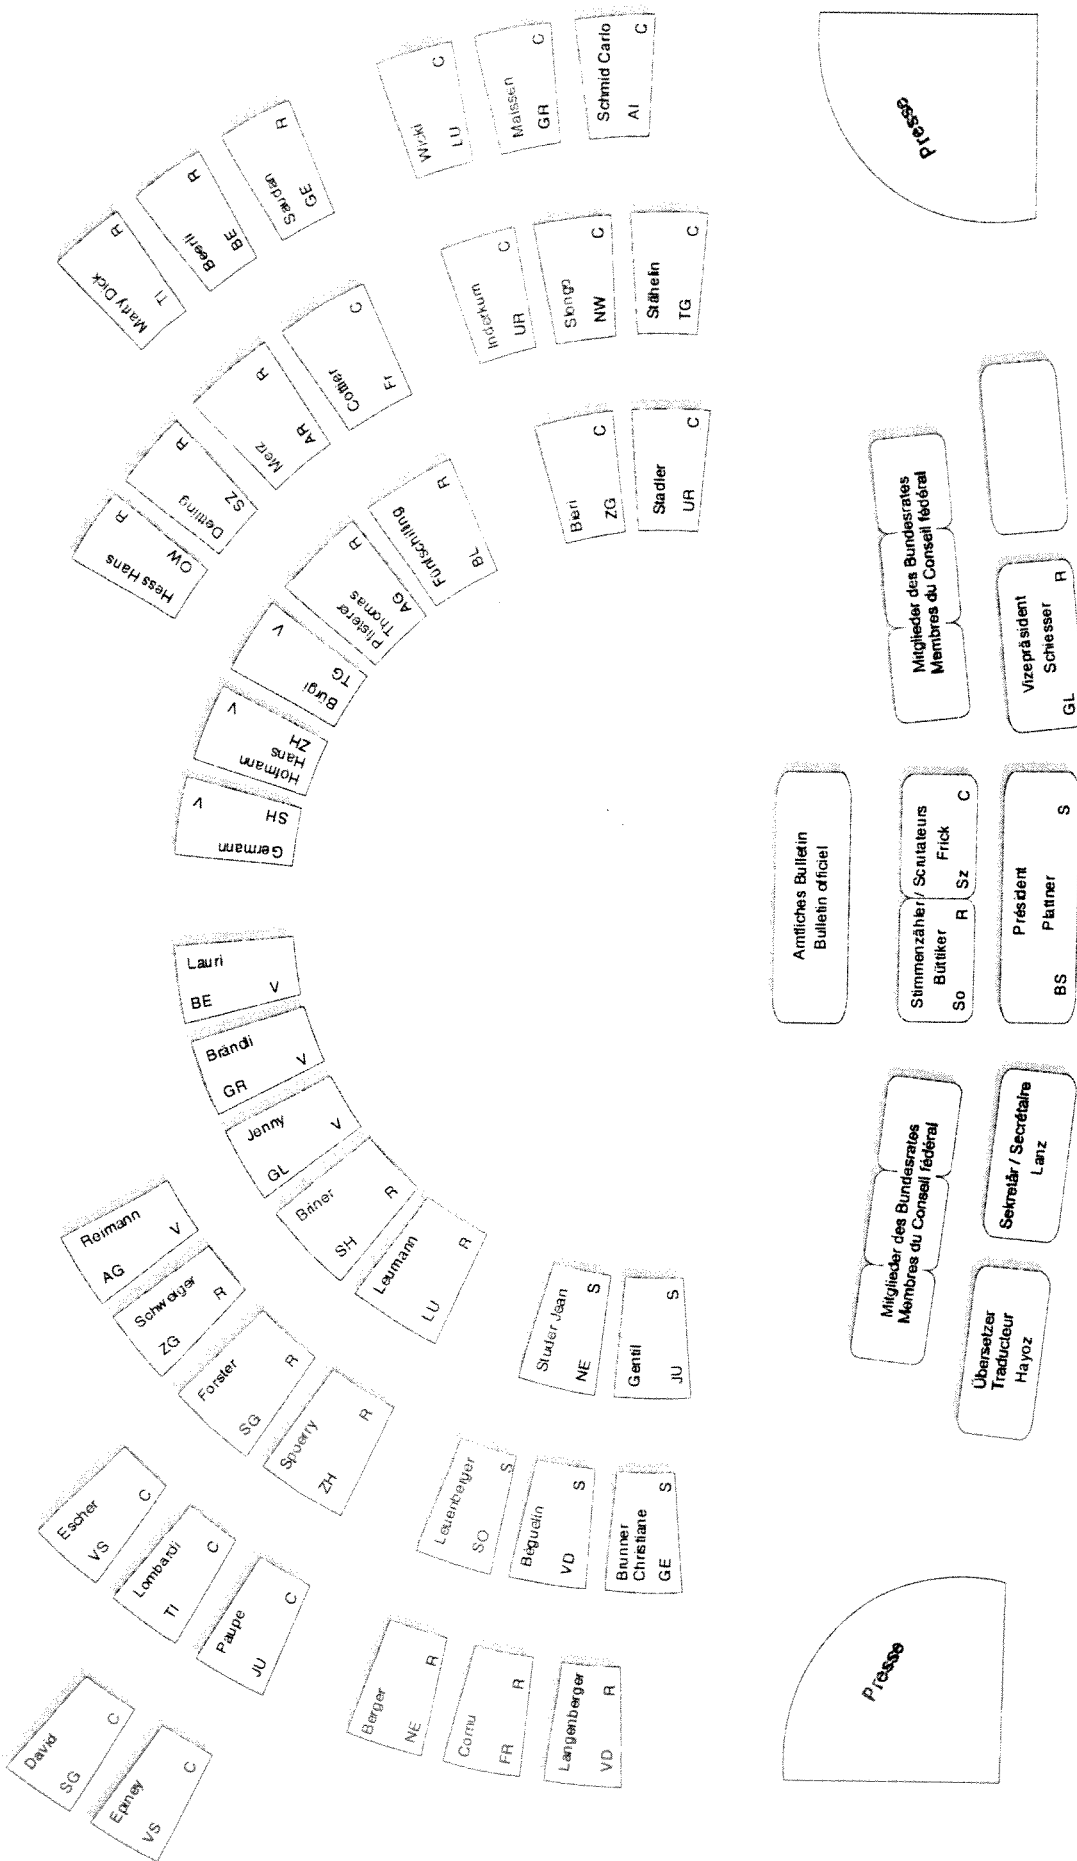 Schmid Carlo
AI C
Maissen
GR C
Wicki
LU C
Saudan
GE R
Beerli
BE R
Marty Dick
TI R
Stähelin
TG C
Slongo
NW C
Inderkum
UR C
Cottier
Fr C
Merz
AR R
Dettling
SZ R
Hess Hans
OW R
Stadler
UR C
Bieri
ZG C
Fünfschilling
BL R
Pfisterer
Thomas
AG R
Bürgi
TG V
Hofmann
Hans
ZH V
Germann
SH V
Lauri
BE V
Brändli
GR V
Jenny
GL V
Briner
SH R
Leumann
LU R
Studer Jean
NE S
Gentil
JU S
Reimann
AG V
Schweiger
ZG R
Forster
SG R
Spoerry
ZH R
Leuenberger
SO S
Béguelin
VD S
Brunner
Christiane
GE S
Escher
VS C
Lombardi
TI C
Paupe
JU C
David
SG C
Epiney
VS C
Berger
NE R
Cornu
FR R
Langenberger
VD R
Presse
Mitglieder des Bundesrates
Membres du Conseil fédéral
Vizepräsident
Schiesser
GL R
Amtliches Bulletin
Bulletin officiel
Stimmenzähler / Scrutateurs
Büttiker
So R
Frick
Sz C
Président
Plattner
BS S
Mitglieder des Bundesrates
Membres du Conseil fédéral
Sekretär / Secrétaire
Lanz
Übersetzer
Traducteur
Hayoz
Presse